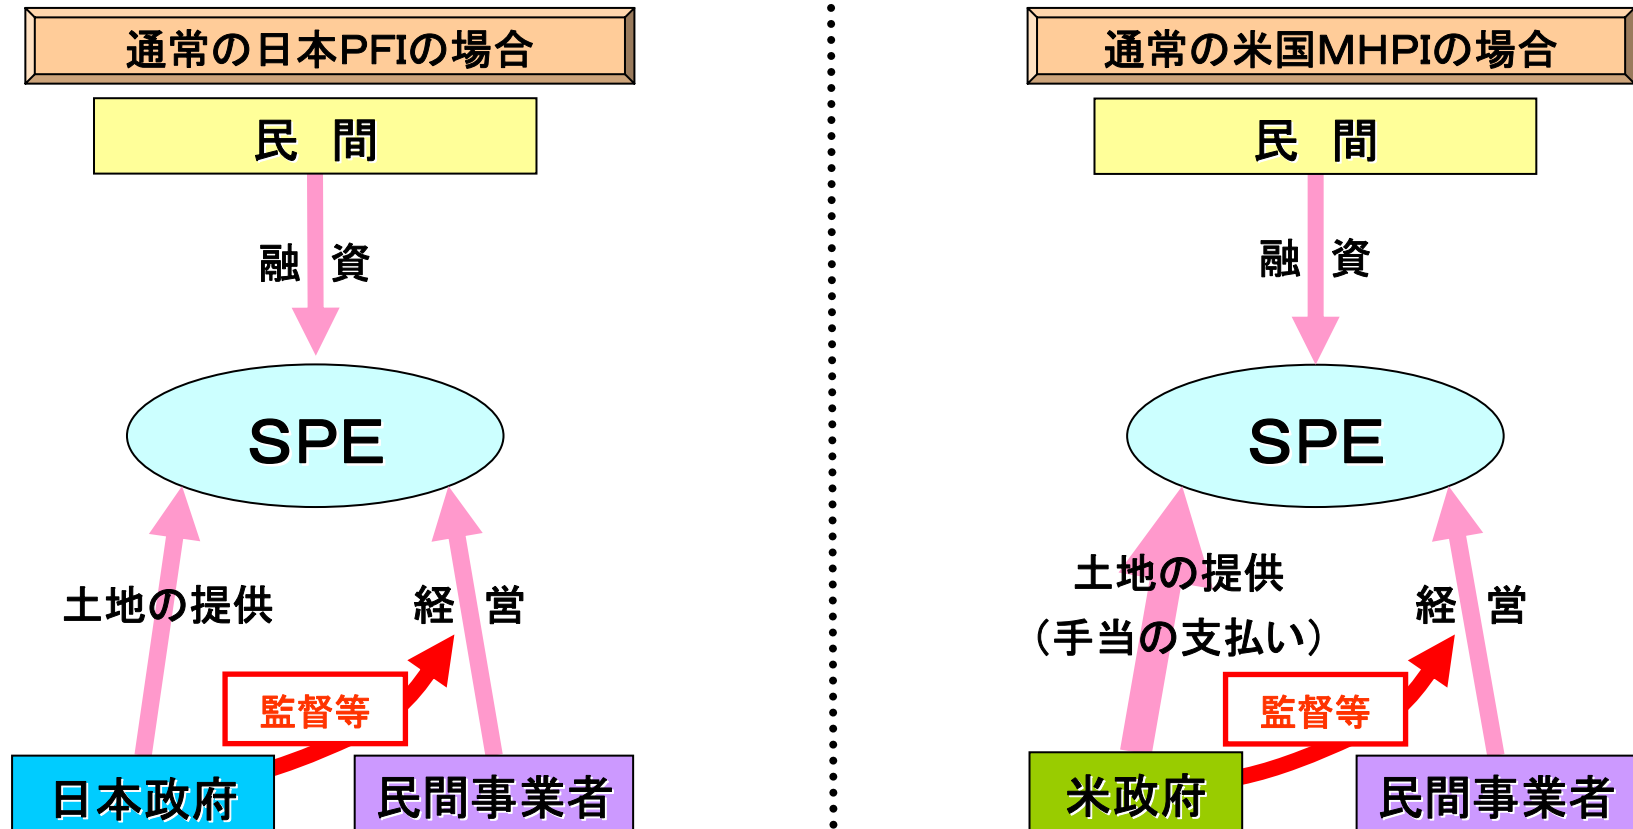 通常の日本PFIの場合
民　間
融　資
SPE
土地の提供
経　営
監督等
日本政府
民間事業者
通常の米国MHPIの場合
民　間
融　資
SPE
土地の提供
（手当の支払い）
経　営
監督等
米政府
民間事業者